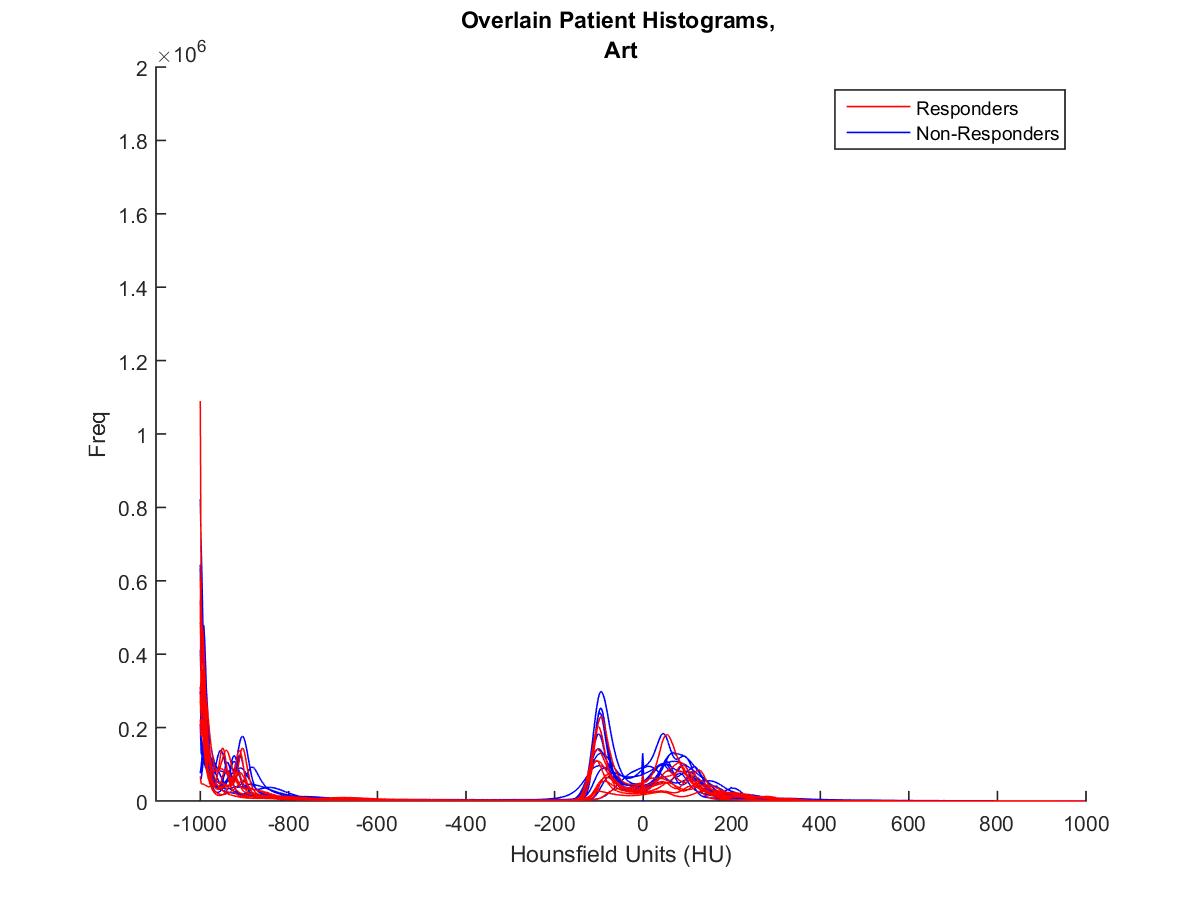 Overlain Patient Histograms,
Art
×10^6
2
1.8
1.6
1.4
1.2
1
0.8
0.6
0.4
0.2
0
Freq
Responders
Non-Responders
-1000 -800 -600 -400 -200 0 200 400 600 800 1000
Hounsfield Units (HU)